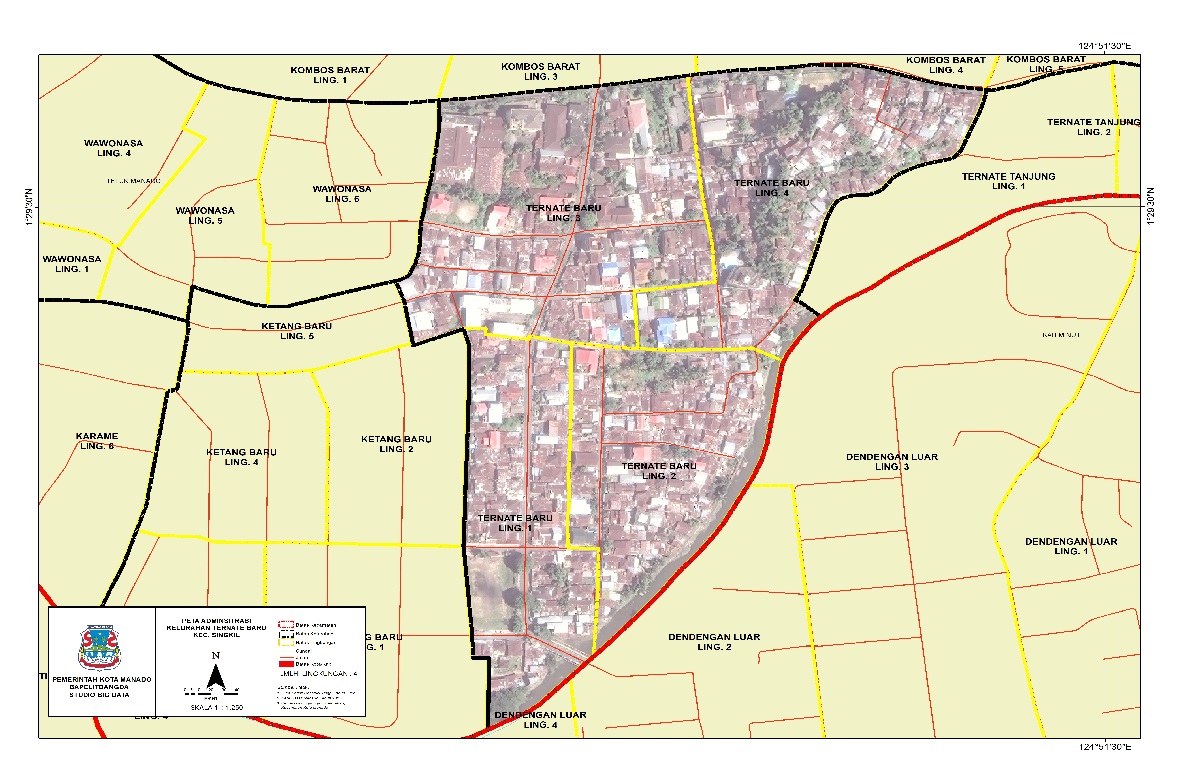 124°51'30"E
KOMBOS BARAT
LING. 1
KOMBOS BARAT
LING. 3
KOMBOS BARAT
LING. 4
KOMBOS BARAT
LING. 5
WAWONASA
LING. 4
TELUK MANADO
WAWONASA
LING. 6
WAWONASA
LING. 5
WAWONASA
LING. 1
TERNATE BARU
LING. 3
TERNATE BARU
LING. 4
TERNATE TANJUNG
LING. 2
TERNATE TANJUNG
LING. 1
1°29'30"N
1°29'30"N
KETANG BARU
LING. 5
KARAME
LING. 6
KETANG BARU
LING. 4
KETANG BARU
LING. 2
TERNATE BARU
LING. 2
TERNATE BARU
LING. 1
DENDENGAN LUAR
LING. 3
DENDENGAN LUAR
LING. 1
DENDENGAN LUAR
LING. 2
DENDENGAN LUAR
LING. 4
G BARU
G. 1
PEMERINTAH KOTA MANADO
BAPELITBANGDA
STUDIO BIG DATA
PETA ADMINSITRASI
KELURAHAN TERNATE BARU
KEC. SINGKIL
N
SKALA 1 : 1.250
LING. 4
124°51'30"E